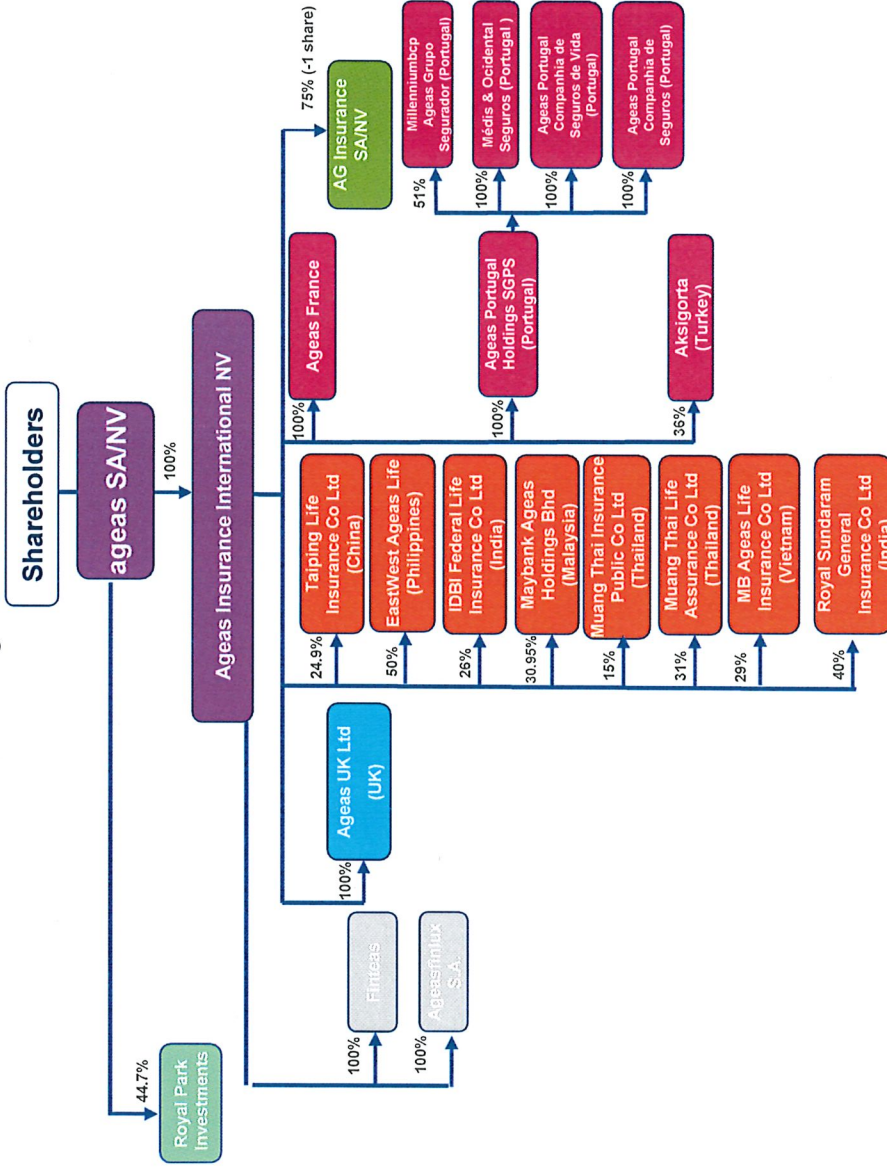 Shareholders
ageas SA/NV
44.7%
Royal Park
Investments
100%
Ageas Insurance International NV
100%
Finteas
100%
Ageasfinlux
S.A.
100%
Ageas UK Ltd
(UK)
24.9%
Taiping Life
Insurance Co Ltd
(China)
50%
EastWest Ageas Life
(Philippines)
26%
IDBI Federal Life
Insurance Co Ltd
(India)
30.95%
Maybank Ageas
Holdings Bhd
(Malaysia)
15%
Muang Thai Insurance
Public Co Ltd
(Thailand)
31%
Muang Thai Life
Assurance Co Ltd
(Thailand)
29%
MB Ageas Life
Insurance Co Ltd
(Vietnam)
40%
Royal Sundaram
General
Insurance Co Ltd
(India)
100%
Ageas France
100%
Ageas Portugal
Holdings SGPS
(Portugal)
36%
Aksigorta
(Turkey)
75% (-1 share)
AG Insurance
SA/NV
51%
Millenniumbcp
Ageas Grupo
Segurador (Portugal)
100%
Médis & Ocidental
Seguros (Portugal )
100%
Ageas Portugal
Companhia de
Seguros de Vida
(Portugal)
100%
Ageas Portugal
Companhia de
Seguros (Portugal)